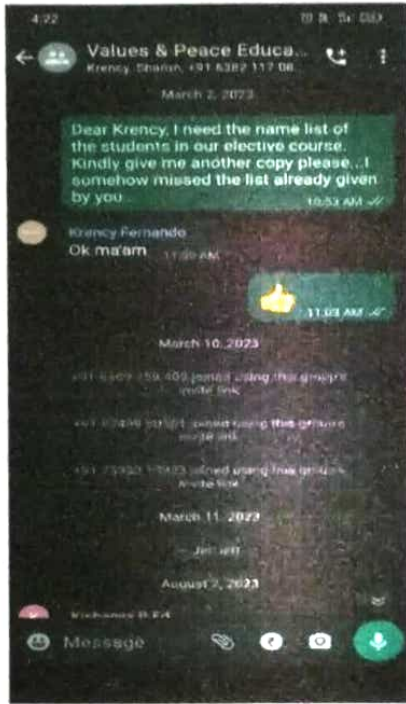 4:22
Values & Peace Educa...
Krency, Sharon, +91 6382 117 08...
March 2, 2023
Dear Krency, I need the name list of
the students in our elective course.
Kindly give me another copy please...I
somehow missed the list already given
by you
10:53 AM
Krency Fernando
Ok ma'am
11:03 AM
March 10, 2023
joined using this group's
invite link
joined using this group's
invite link
joined using this group's
invite link
March 11, 2023
August 2, 2023
Message